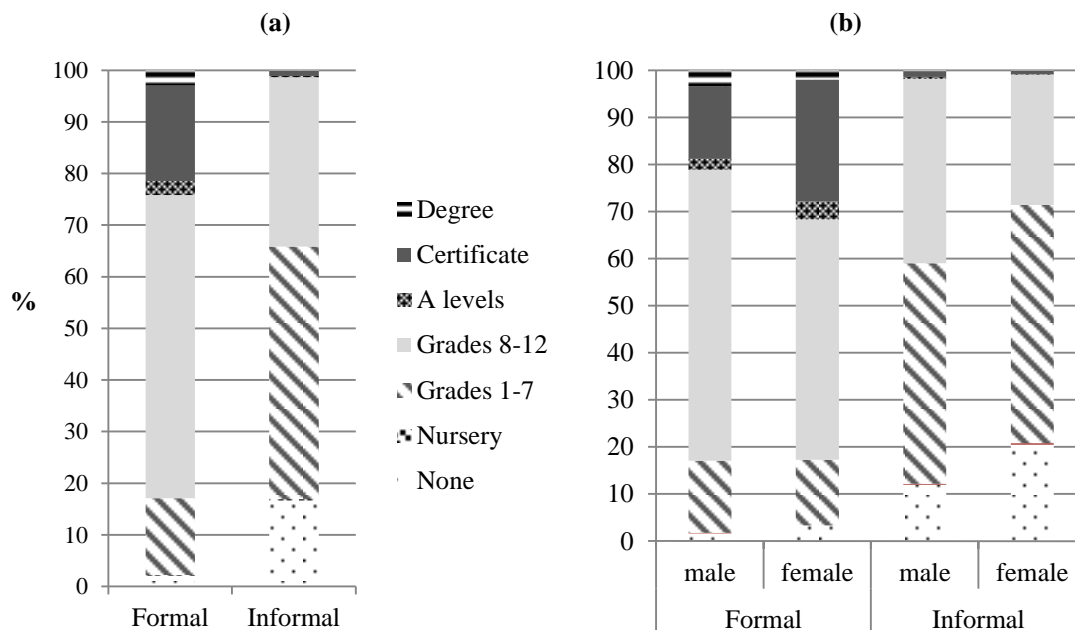 (a)
100
90
80
70
60
50
40
30
20
10
0
%
Formal Informal
Degree
Certificate
A levels
Grades 8-12
Grades 1-7
Nursery
None
(b)
100
90
80
70
60
50
40
30
20
10
0
male female male female
Formal Informal